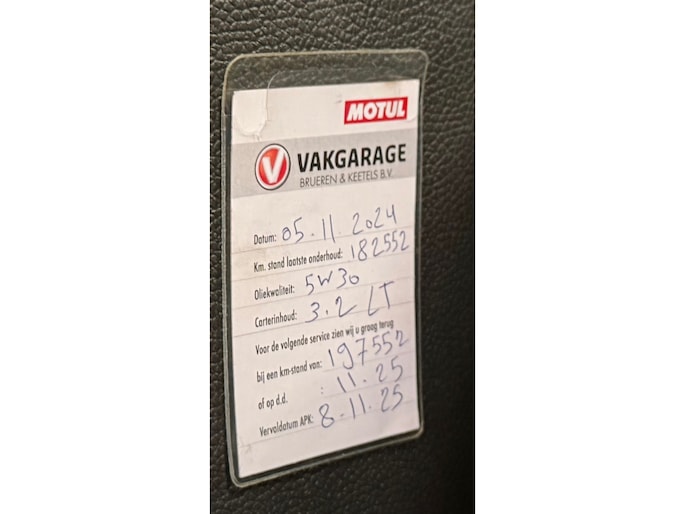 MOTUL
V VAKGARAGE
BRUEREN & KEETELS B.V.
Datum: 05.11.2024
Km. stand laatste onderhoud: 182552
Oliekwaliteit: 5W30
Carterinhoud: 3.2 LT
Voor de volgende service zien wij u graag terug
bij een km-stand van: 197552
of op d.d. : 11.25
Vervaldatum APK: 8-11.25